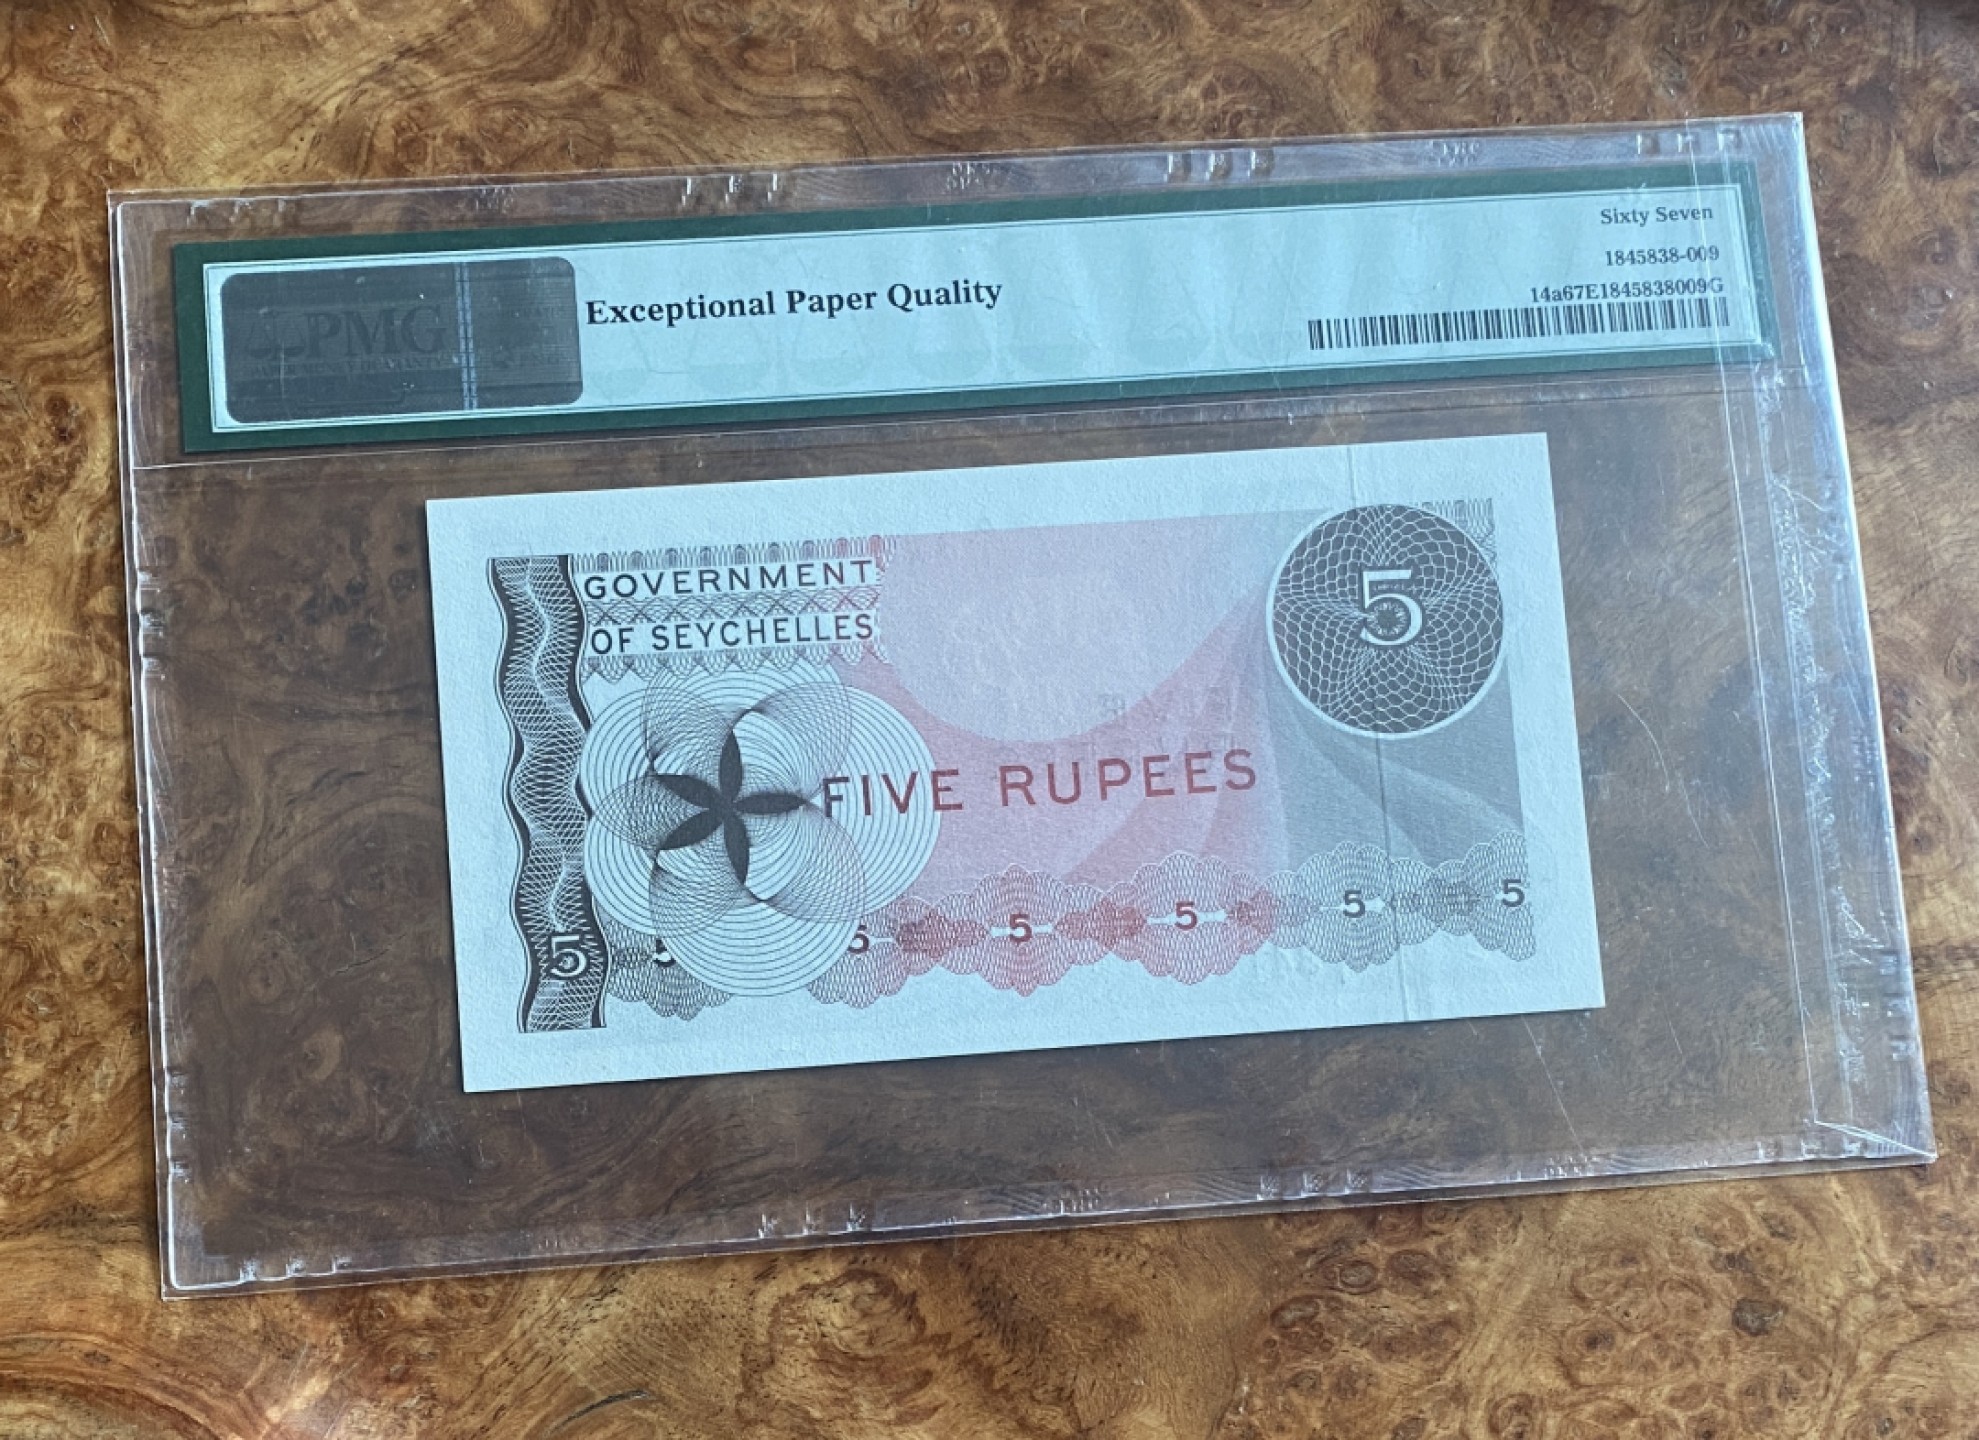 Sixty Seven
1845838-009
14a67E1845838009G
PMG
Exceptional Paper Quality
GOVERNMENT
OF SEYCHELLES
5
FIVE RUPEES
5 5 5 5 5 5 5